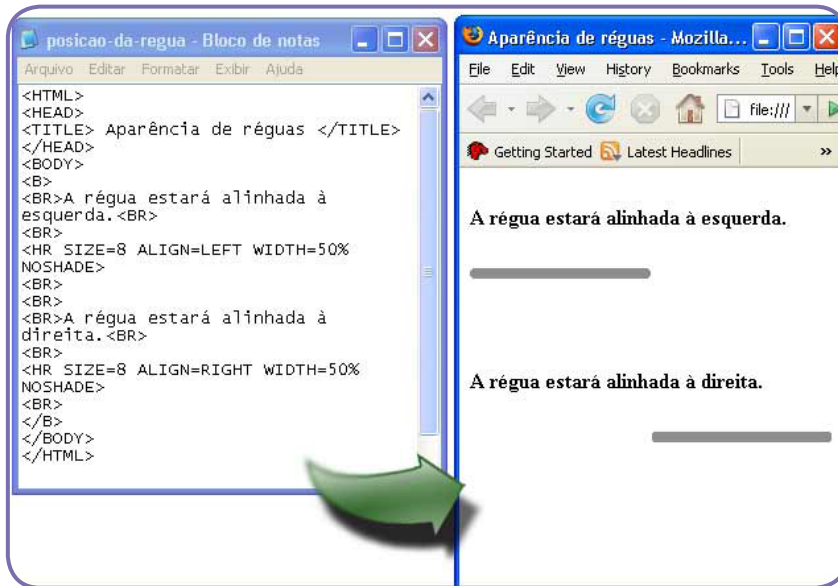 posicao-da-regua - Bloco de notas
Arquivo Editar Formatar Exibir Ajuda
<HTML>
<HEAD>
<TITLE> Aparência de réguas </TITLE>
</HEAD>
<BODY>
<B>
<BR>A régua estará alinhada à
esquerda.<BR>
<BR>
<HR SIZE=8 ALIGN=LEFT WIDTH=50%
NOSHADE>
<BR>
<BR>
<BR>A régua estará alinhada à
direita.<BR>
<BR>
<HR SIZE=8 ALIGN=RIGHT WIDTH=50%
NOSHADE>
<BR>
</B>
</BODY>
</HTML>
Aparência de réguas - Mozilla...
File Edit View History Bookmarks Tools Help
file:///
Getting Started Latest Headlines »
A régua estará alinhada à esquerda.
A régua estará alinhada à direita.